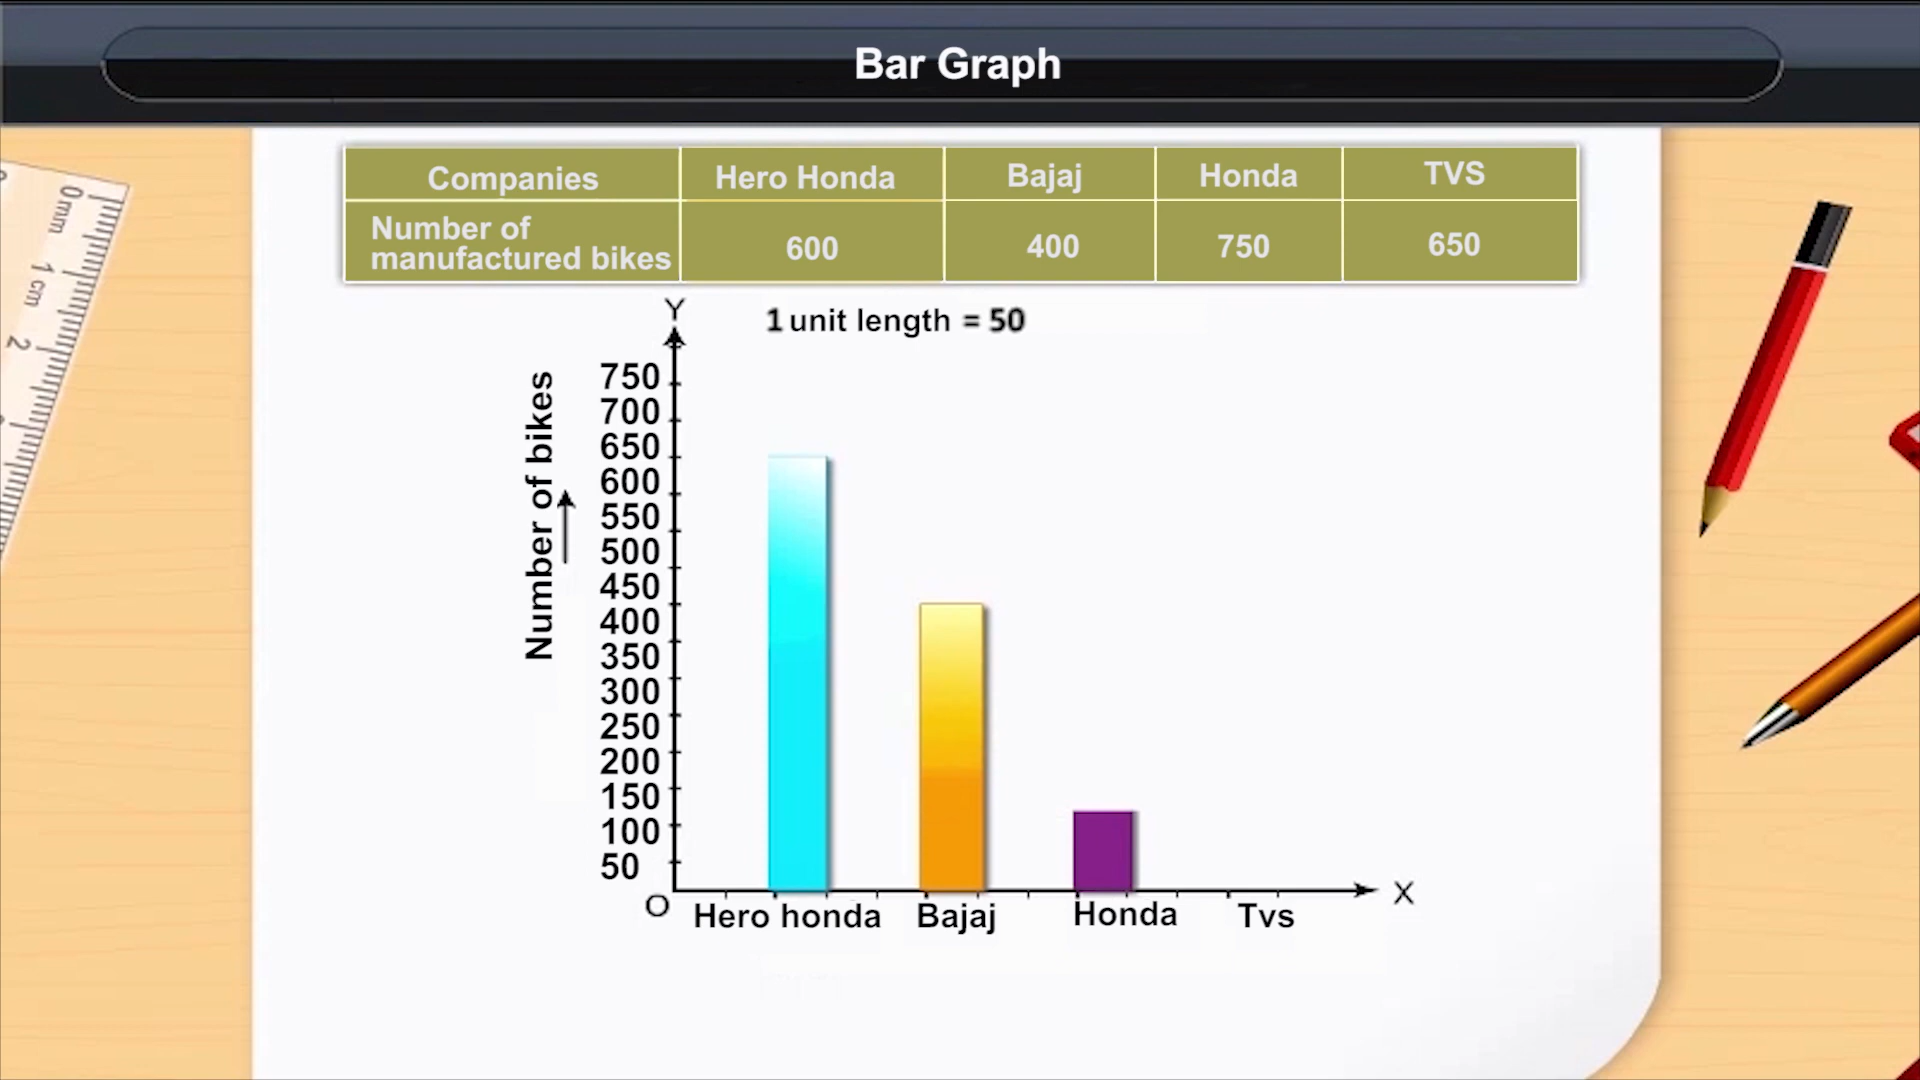 Bar Graph
Companies Hero Honda Bajaj Honda TVS
Number of manufactured bikes 600 400 750 650
Y
1 unit length = 50
Number of bikes
750
700
650
600
550
500
450
400
350
300
250
200
150
100
50
O
X
Hero honda Bajaj Honda Tvs
0mm
1 cm
2